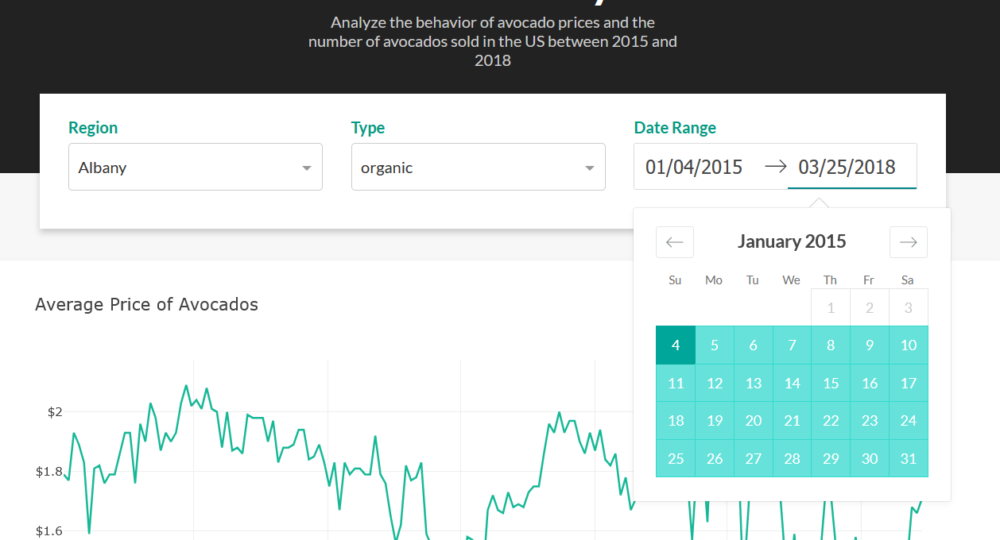 Analyze the behavior of avocado prices and the
number of avocados sold in the US between 2015 and
2018
Region
Type
Date Range
Albany
organic
01/04/2015
03/25/2018
January 2015
Su Mo Tu We Th Fr Sa
1 2 3
4 5 6 7 8 9 10
11 12 13 14 15 16 17
18 19 20 21 22 23 24
25 26 27 28 29 30 31
Average Price of Avocados
$2
$1.8
$1.6